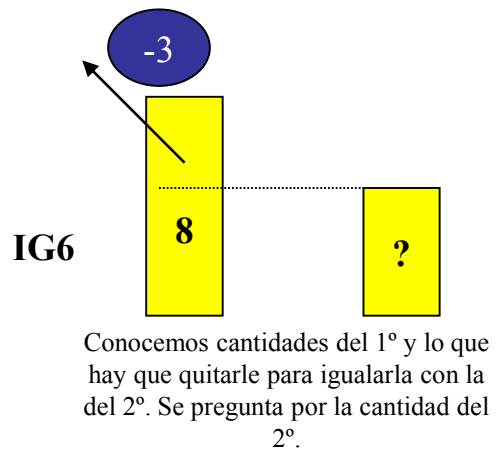 -3
8
IG6
?
Conocemos cantidades del 1º y lo que
hay que quitarle para igualarla con la
del 2º. Se pregunta por la cantidad del
2º.